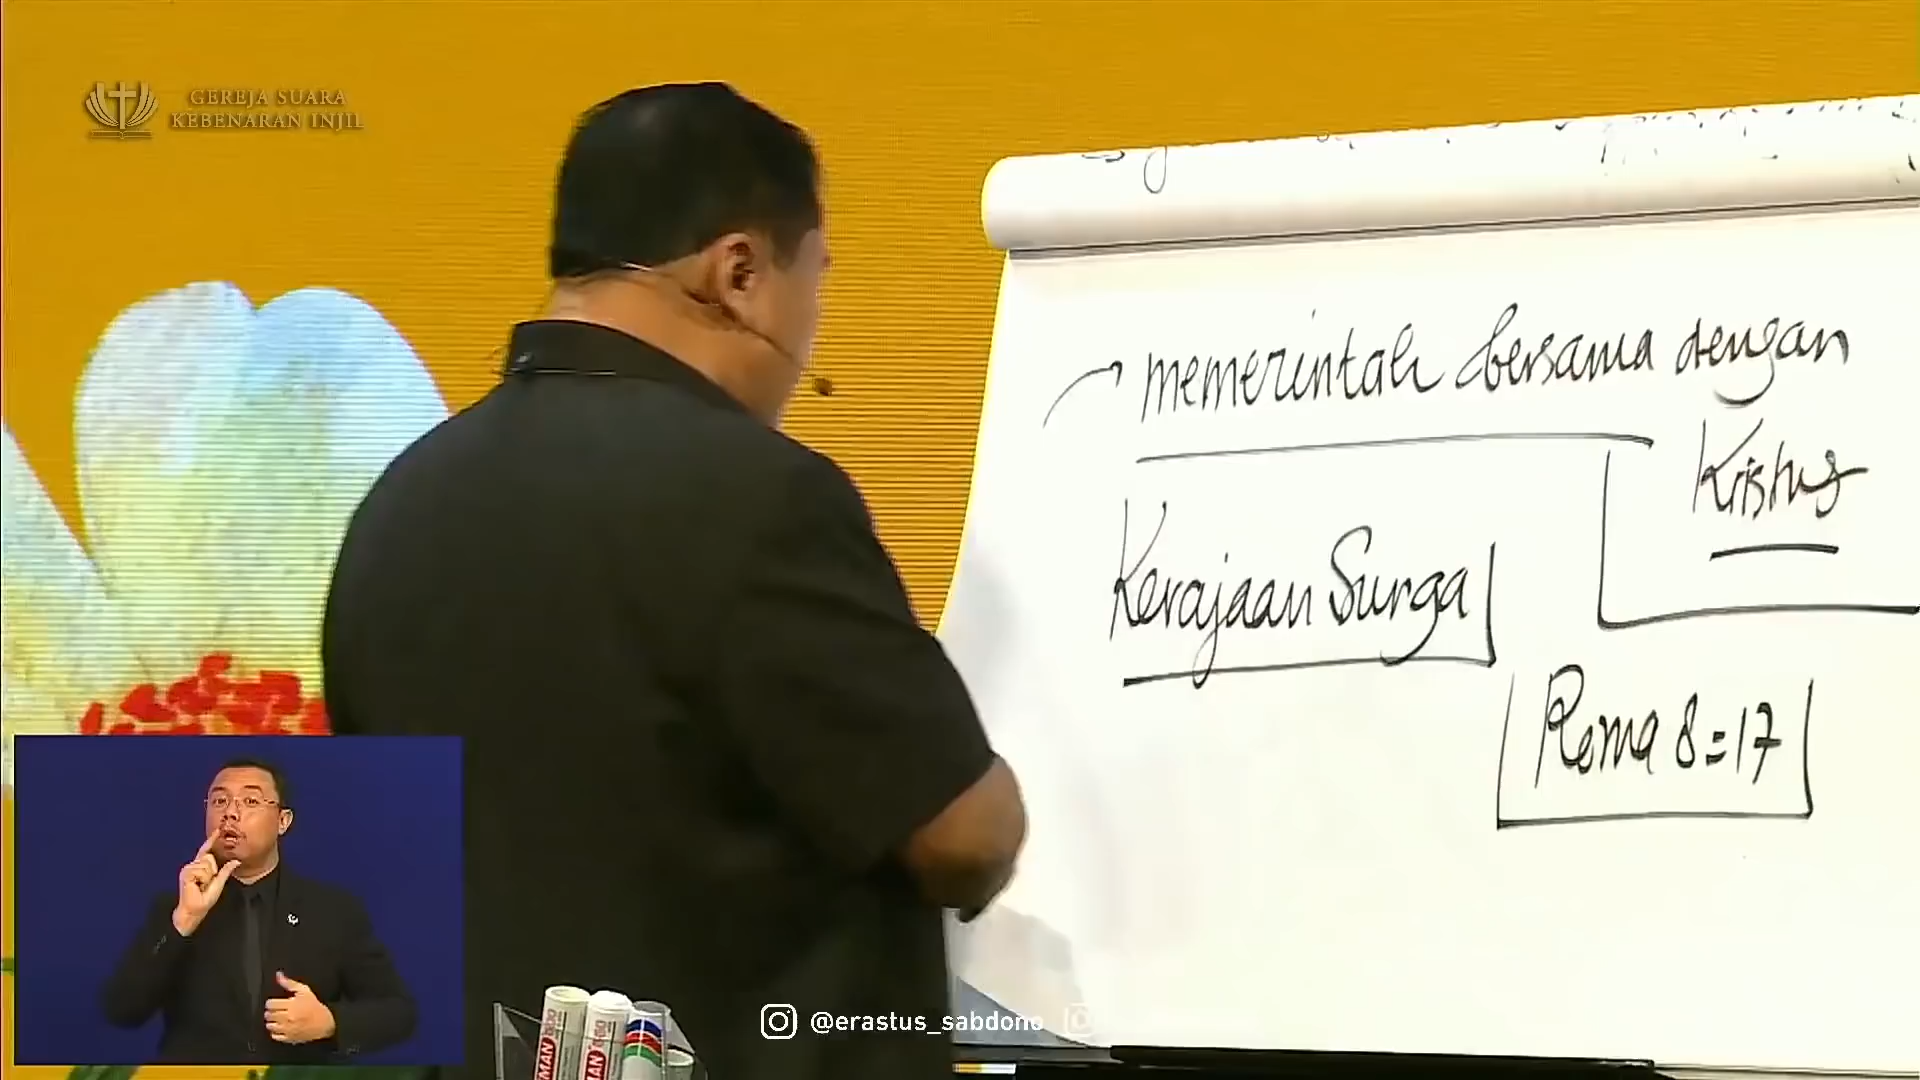 GEREJA SUARA
KEBENARAN INJIL
memerintah bersama dengan
Kristus
Kerajaan Surga
Roma 8=17
@erastus_sabdono